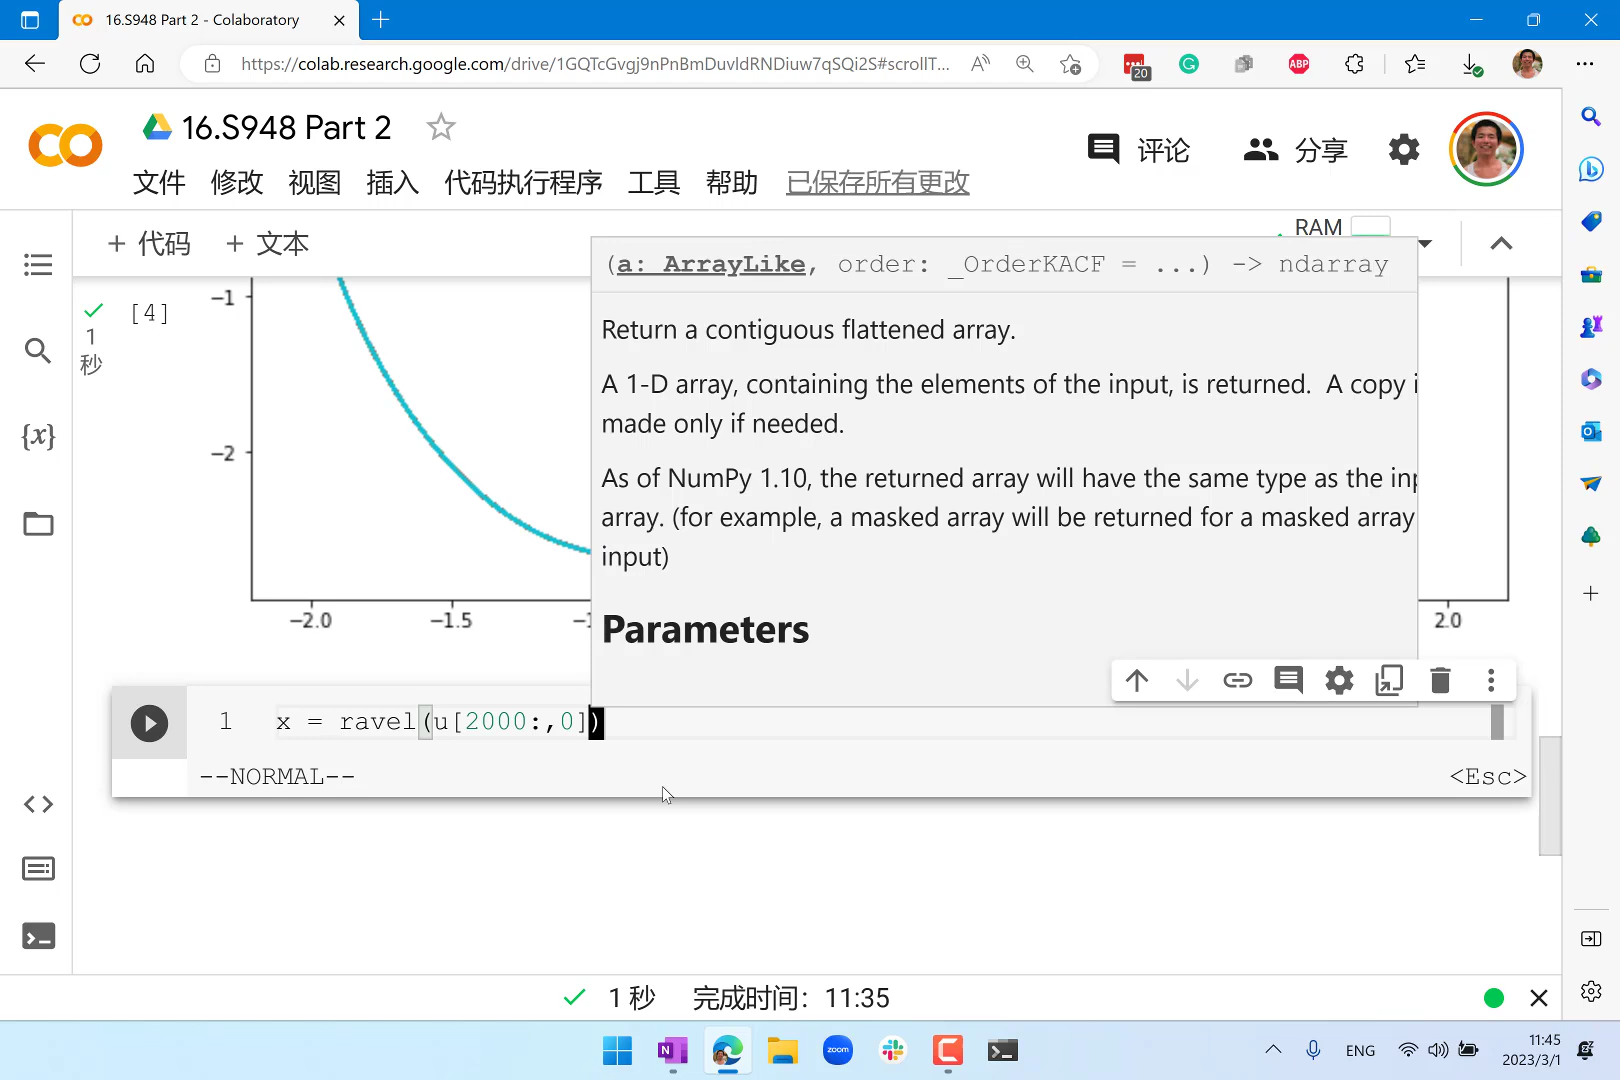 16.S948 Part 2 - Colaboratory
https://colab.research.google.com/drive/1GQTcGvgj9nPnBmDuvldRNDiuw7qSQi2S#scrollT...
20
ABP
16.S948 Part 2
评论
分享
文件 修改 视图 插入 代码执行程序 工具 帮助 已保存所有更改
+ 代码 + 文本
RAM
(a: ArrayLike, order: _OrderKACF = ...) -> ndarray
[4]
1
秒
−1
−2
Return a contiguous flattened array.
A 1-D array, containing the elements of the input, is returned. A copy i
made only if needed.
As of NumPy 1.10, the returned array will have the same type as the inp
array. (for example, a masked array will be returned for a masked array
input)
Parameters
−2.0 −1.5 2.0
1 x = ravel(u[2000:,0])
--NORMAL-- <Esc>
1 秒 完成时间： 11:35
zoom
ENG
11:45
2023/3/1